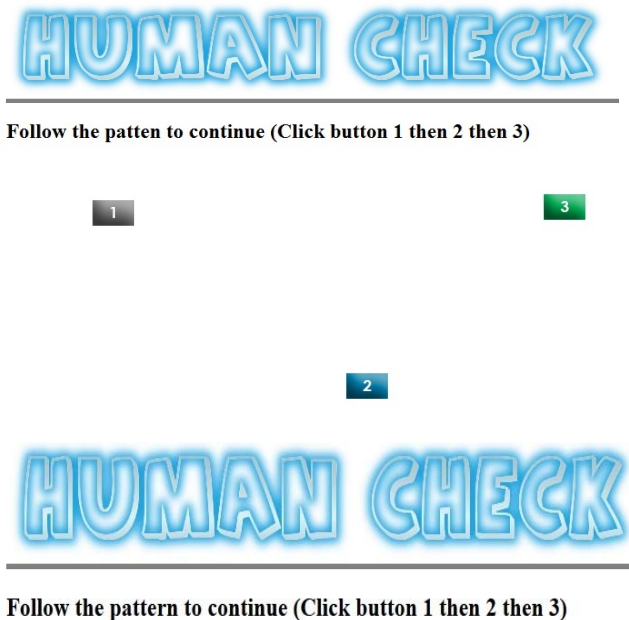 HUMAN CHECK
Follow the patten to continue (Click button 1 then 2 then 3)
1
3
2
HUMAN CHECK
Follow the pattern to continue (Click button 1 then 2 then 3)